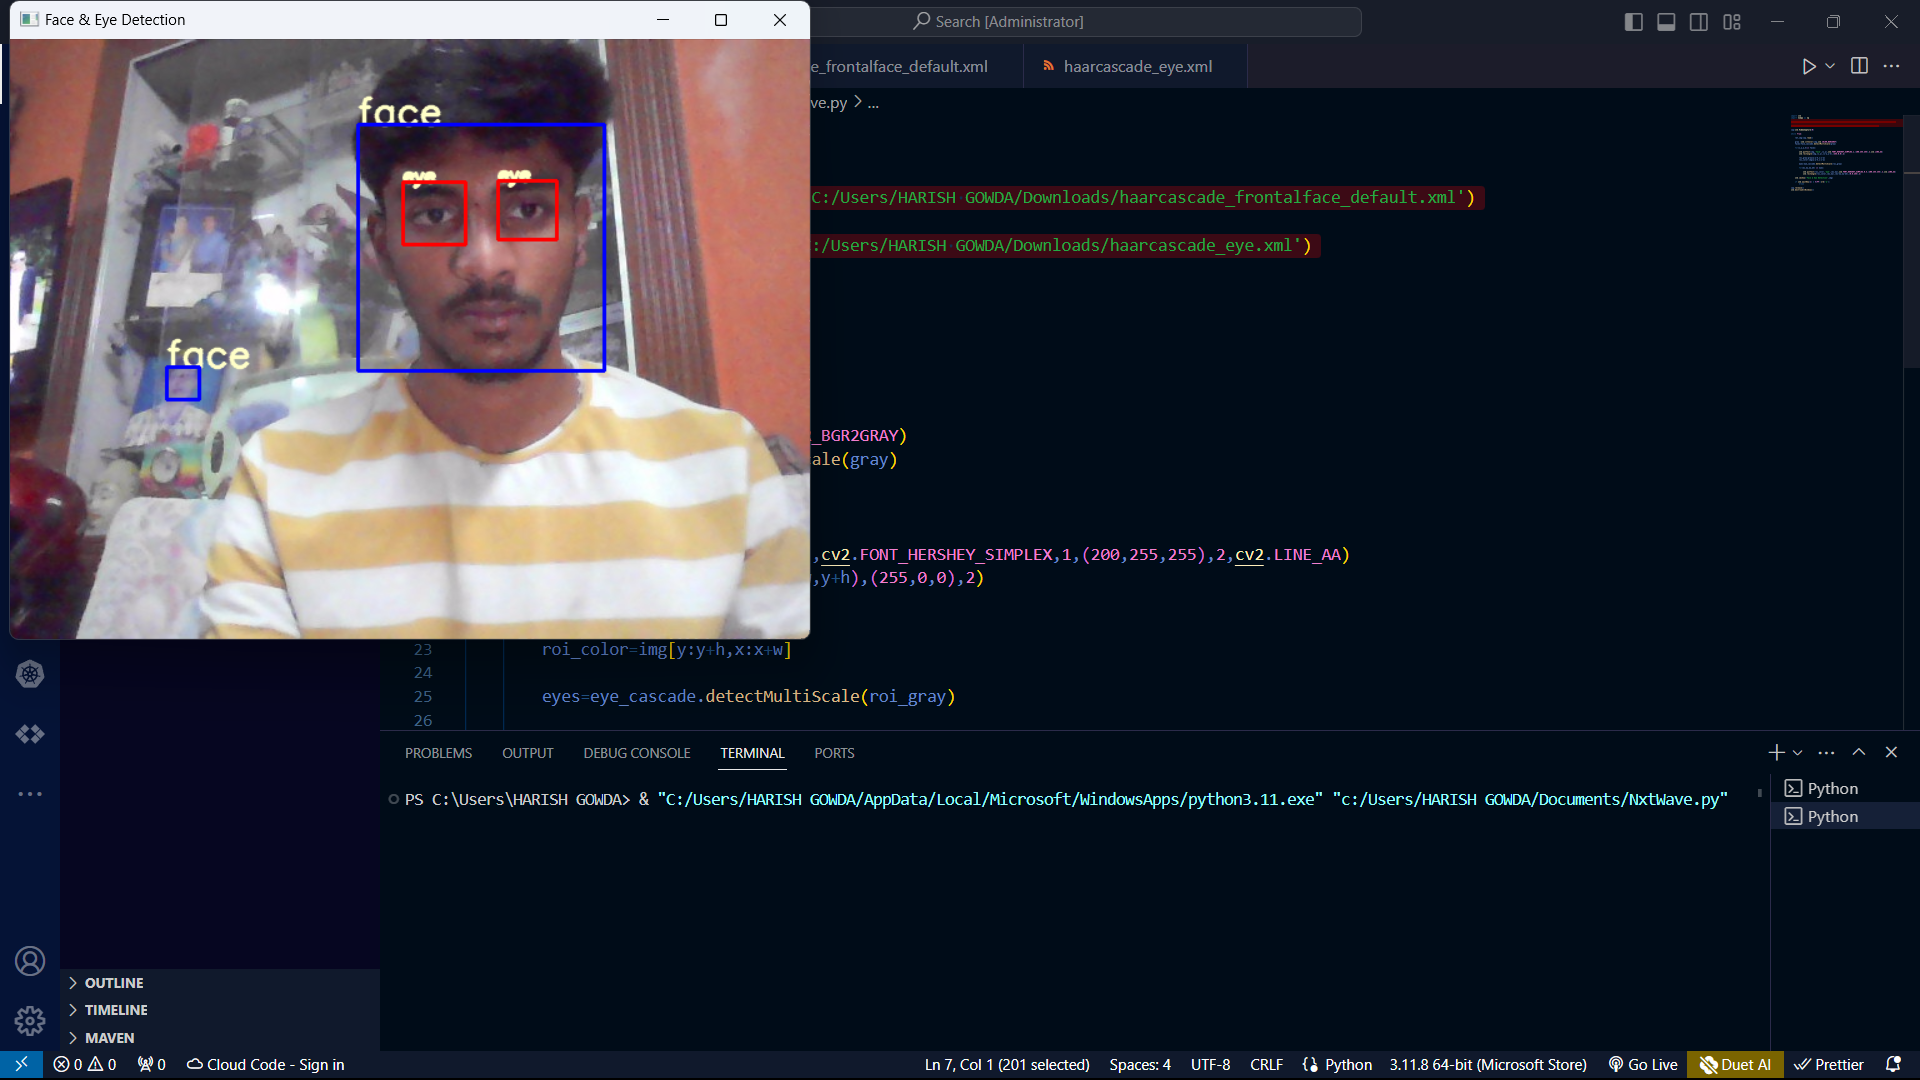 Face & Eye Detection
Search [Administrator]
e_frontalface_default.xml
haarcascade_eye.xml
ve.py > ...
face
eye
eye
face
C:/Users/HARISH GOWDA/Downloads/haarcascade_frontalface_default.xml')
:/Users/HARISH GOWDA/Downloads/haarcascade_eye.xml')
_BGR2GRAY)
ale(gray)
,cv2.FONT_HERSHEY_SIMPLEX,1,(200,255,255),2,cv2.LINE_AA)
,y+h),(255,0,0),2)
23 roi_color=img[y:y+h,x:x+w]
24
25 eyes=eye_cascade.detectMultiScale(roi_gray)
26
PROBLEMS OUTPUT DEBUG CONSOLE TERMINAL PORTS
PS C:\Users\HARISH GOWDA> & "C:/Users/HARISH GOWDA/AppData/Local/Microsoft/WindowsApps/python3.11.exe" "c:/Users/HARISH GOWDA/Documents/NxtWave.py"
Python
Python
OUTLINE
TIMELINE
MAVEN
0 0 0 Cloud Code - Sign in Ln 7, Col 1 (201 selected) Spaces: 4 UTF-8 CRLF Python 3.11.8 64-bit (Microsoft Store) Go Live Duet AI Prettier